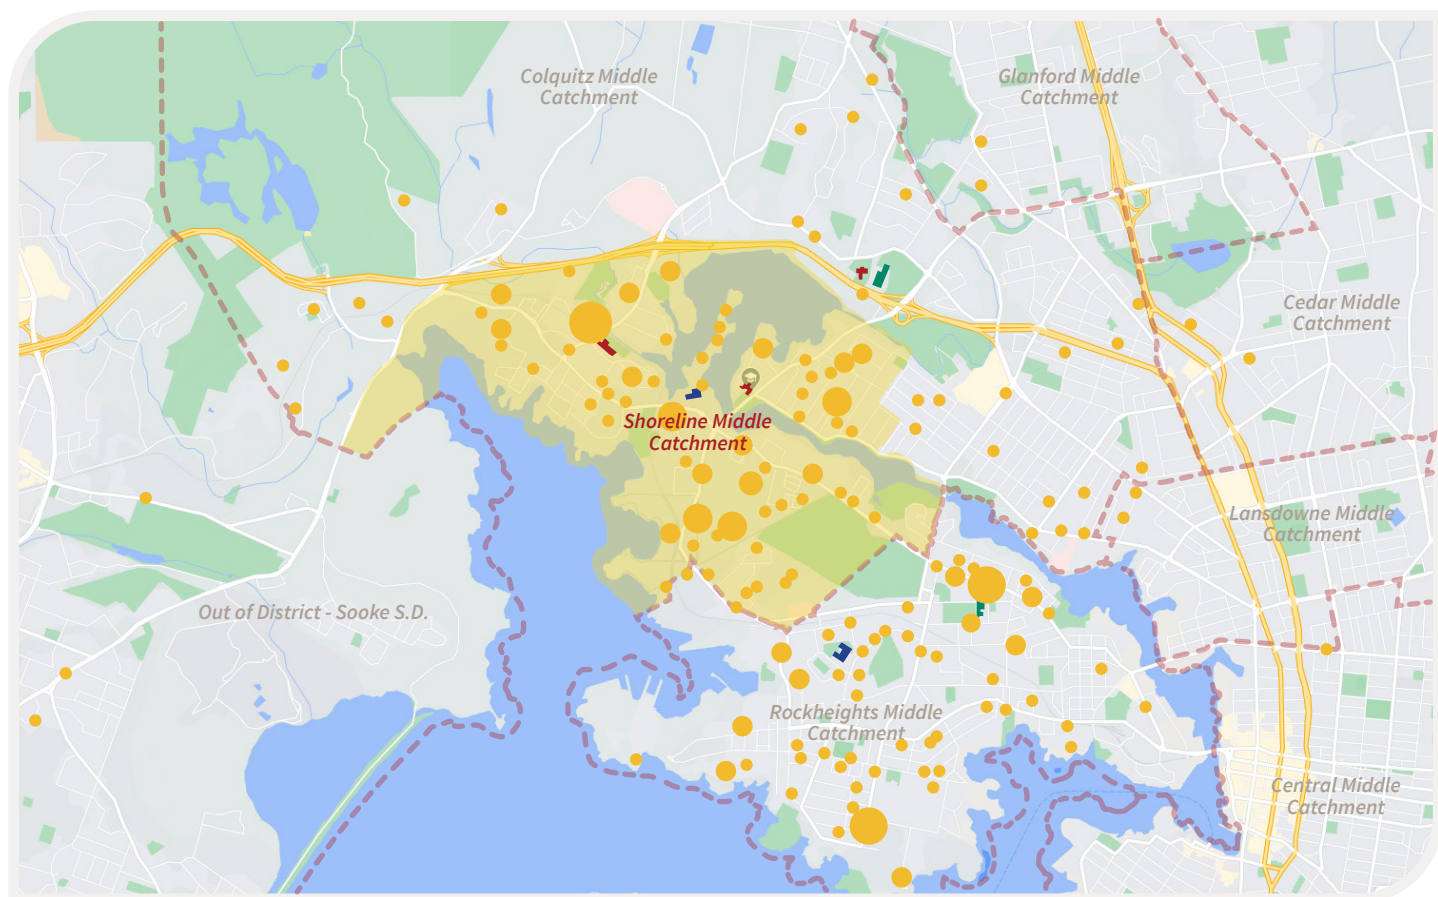 Colquitz Middle
Catchment
Glanford Middle
Catchment
Cedar Middle
Catchment
Shoreline Middle
Catchment
Lansdowne Middle
Catchment
Out of District - Sooke S.D.
Rockheights Middle
Catchment
Central Middle
Catchment